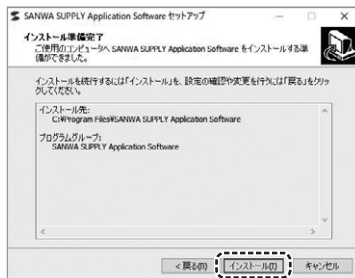 SANWA SUPPLY Application Software セットアップ
インストール準備完了
ご使用のコンピュータへ SANWA SUPPLY Application Software をインストールする準
備ができました。
インストールを続行するには「インストール」を、設定の確認や変更を行うには「戻る」をクリッ
クしてください。
インストール先:
C:¥Program Files¥SANWA SUPPLY Application Software
プログラムグループ:
SANWA SUPPLY Application Software
< 戻る(B) インストール(I) キャンセル